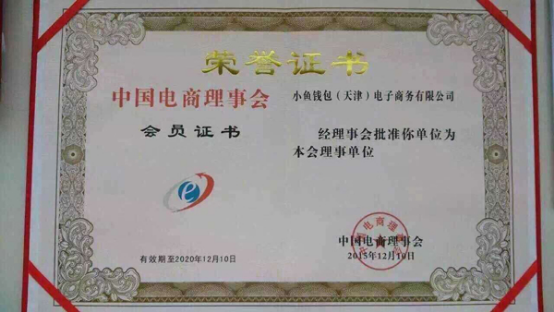 荣誉证书
中国电商理事会
会员证书
有效期至2020年12月10日
小鱼钱包（天津）电子商务有限公司
经理事会批准你单位为
本会理事单位
中国电商理事会
2015年12月10日